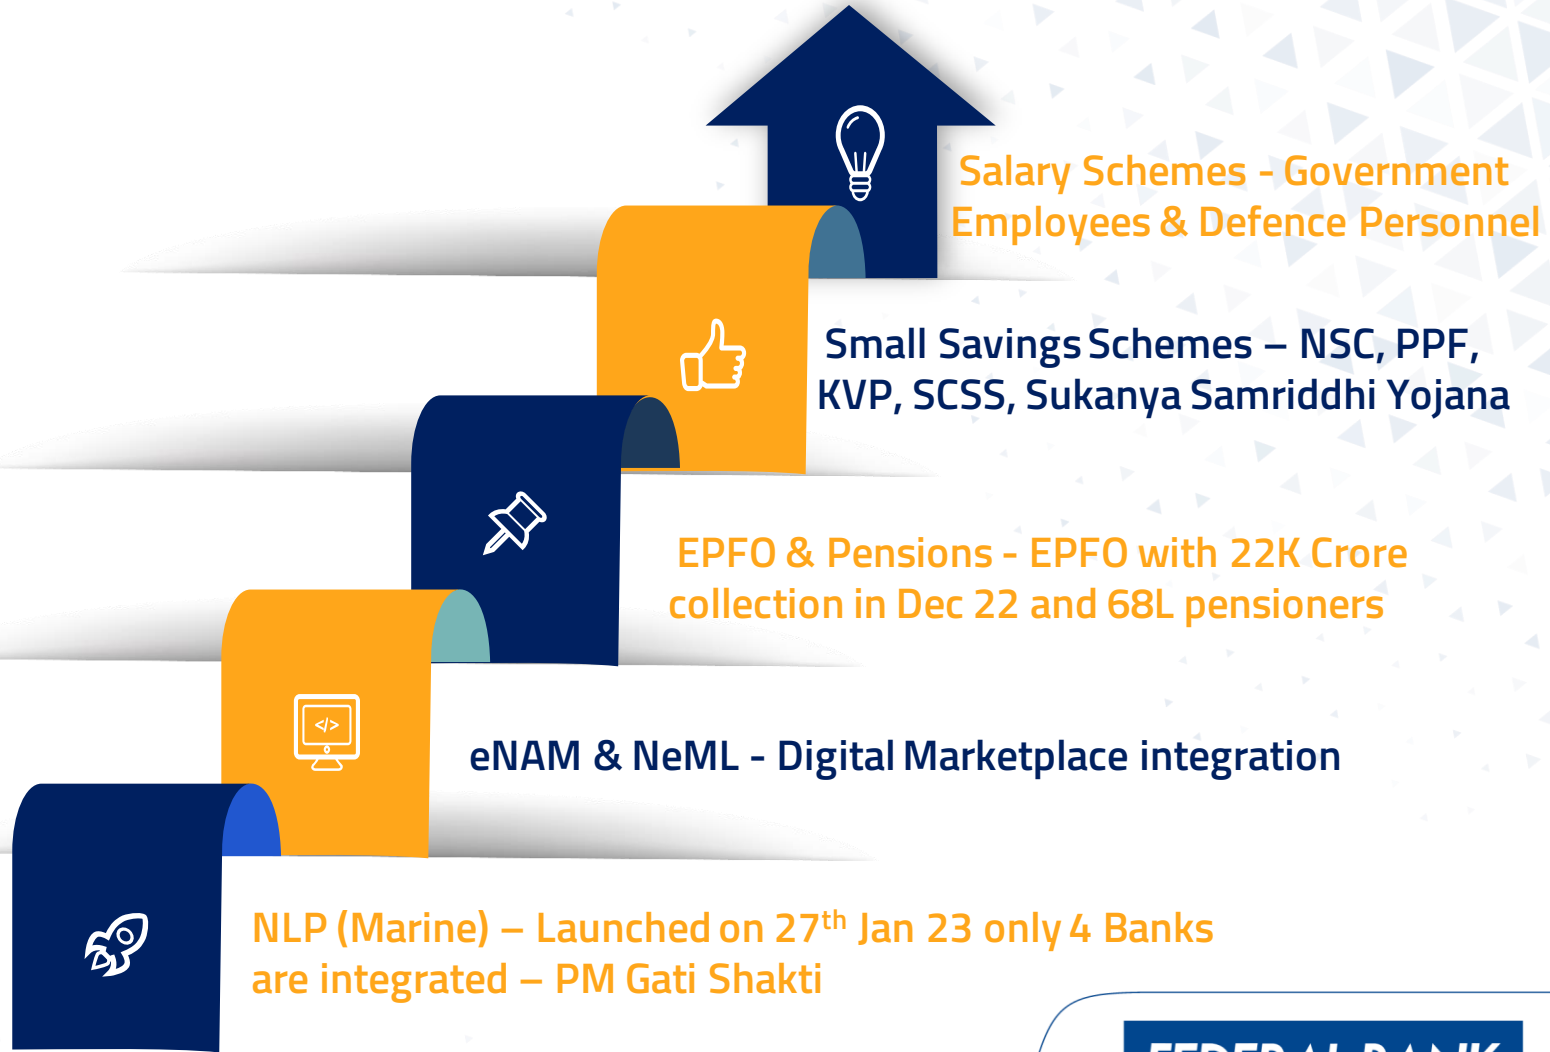 Salary Schemes - Government
Employees & Defence Personnel
Small Savings Schemes – NSC, PPF,
KVP, SCSS, Sukanya Samriddhi Yojana
EPFO & Pensions - EPFO with 22K Crore
collection in Dec 22 and 68L pensioners
</>
eNAM & NeML - Digital Marketplace integration
NLP (Marine) – Launched on 27th Jan 23 only 4 Banks
are integrated – PM Gati Shakti
FEDERAL BANK